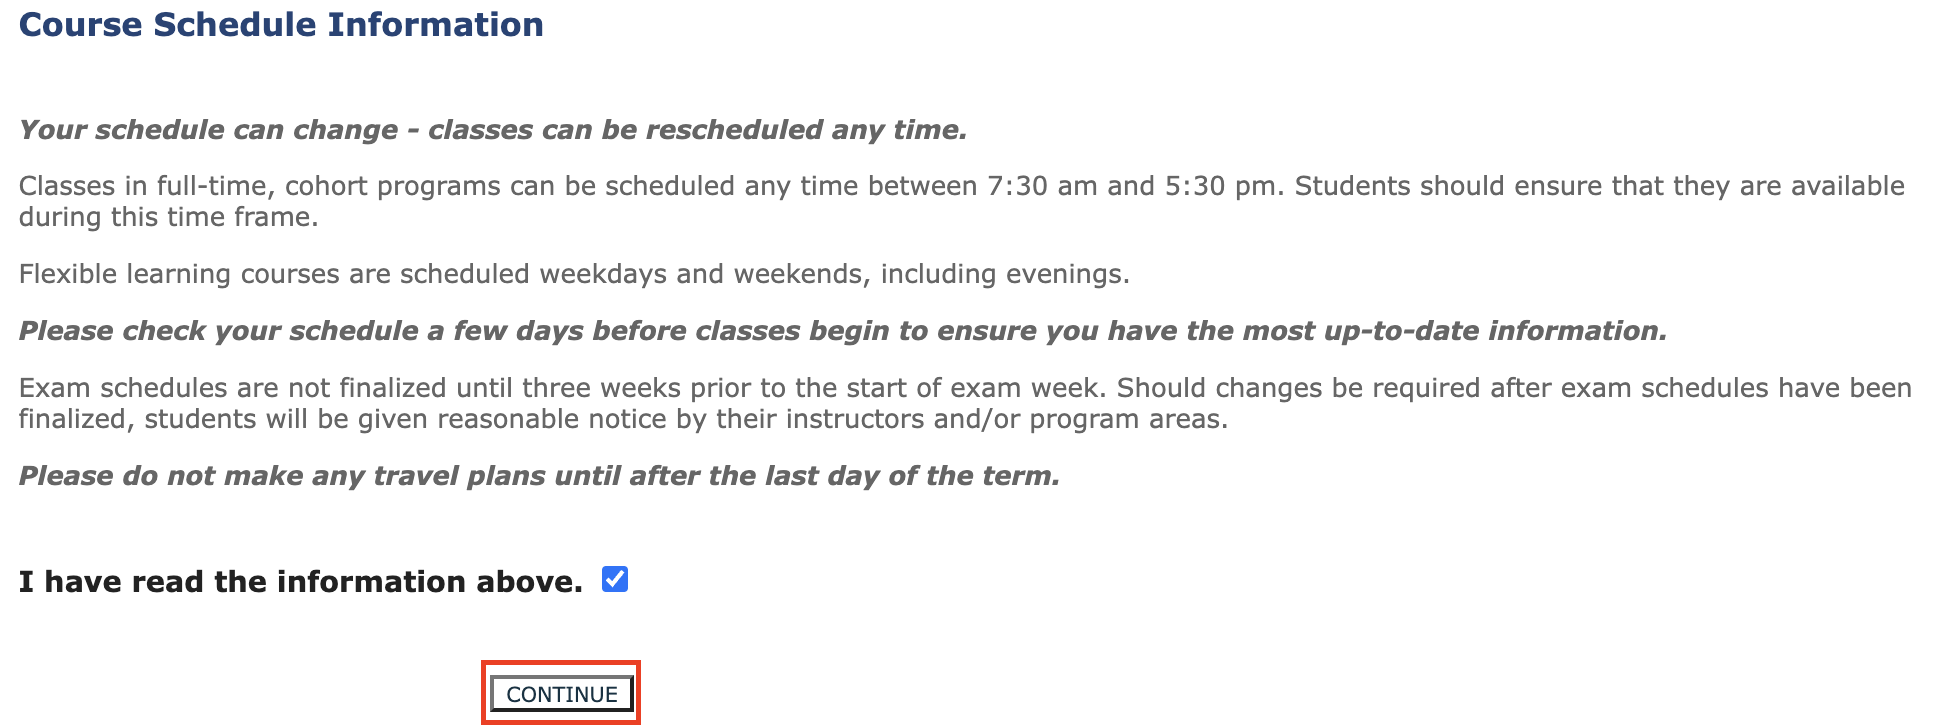 Course Schedule Information
Your schedule can change - classes can be rescheduled any time.
Classes in full-time, cohort programs can be scheduled any time between 7:30 am and 5:30 pm. Students should ensure that they are available
during this time frame.
Flexible learning courses are scheduled weekdays and weekends, including evenings.
Please check your schedule a few days before classes begin to ensure you have the most up-to-date information.
Exam schedules are not finalized until three weeks prior to the start of exam week. Should changes be required after exam schedules have been
finalized, students will be given reasonable notice by their instructors and/or program areas.
Please do not make any travel plans until after the last day of the term.
I have read the information above.
CONTINUE